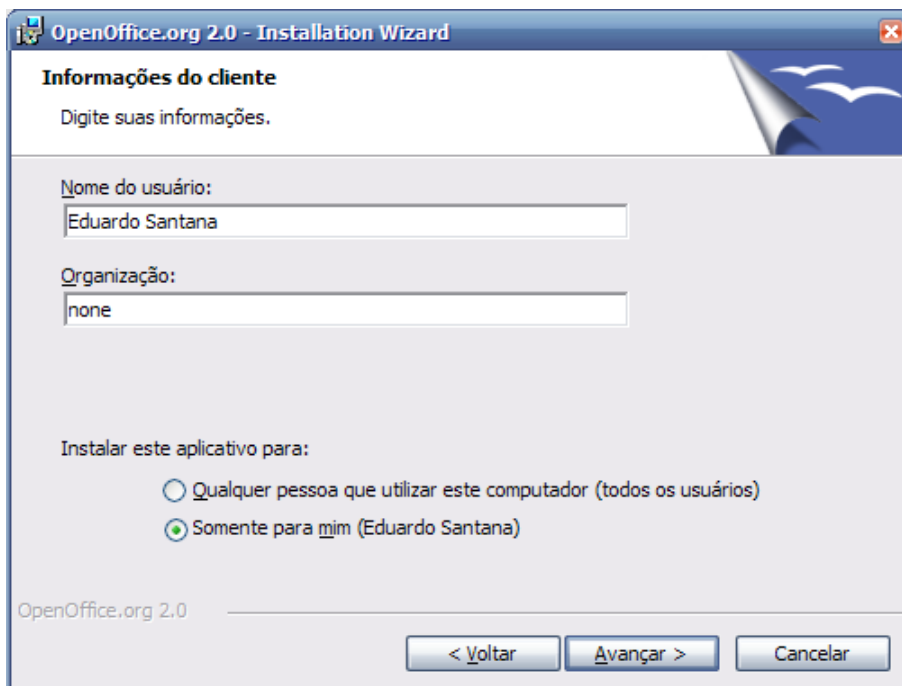 OpenOffice.org 2.0 - Installation Wizard
Informações do cliente
Digite suas informações.
Nome do usuário:
Eduardo Santana
Organização:
none
Instalar este aplicativo para:
Qualquer pessoa que utilizar este computador (todos os usuários)
Somente para mim (Eduardo Santana)
OpenOffice.org 2.0
< Voltar
Avançar >
Cancelar